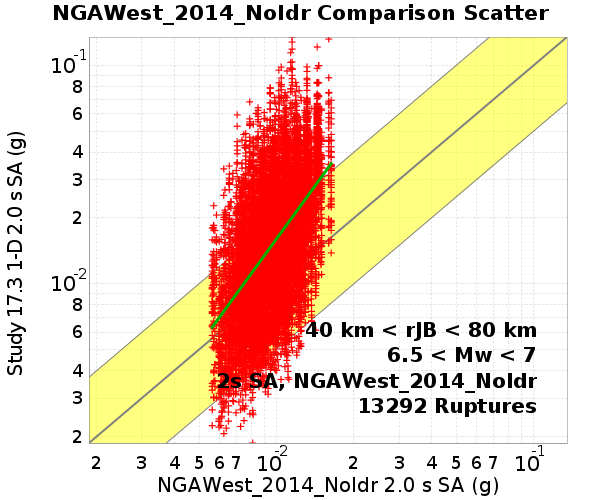 NGAWest_2014_NoIdr Comparison Scatter
Study 17.3 1-D 2.0 s SA (g)
10-1
8
6
4
3
2
10-2
8
6
4
3
2
40 km < rJB < 80 km
6.5 < Mw < 7
2s SA, NGAWest_2014_NoIdr
13292 Ruptures
2 3 4 5 6 7 10-2 2 3 4 5 6 7 10-1
NGAWest_2014_NoIdr 2.0 s SA (g)